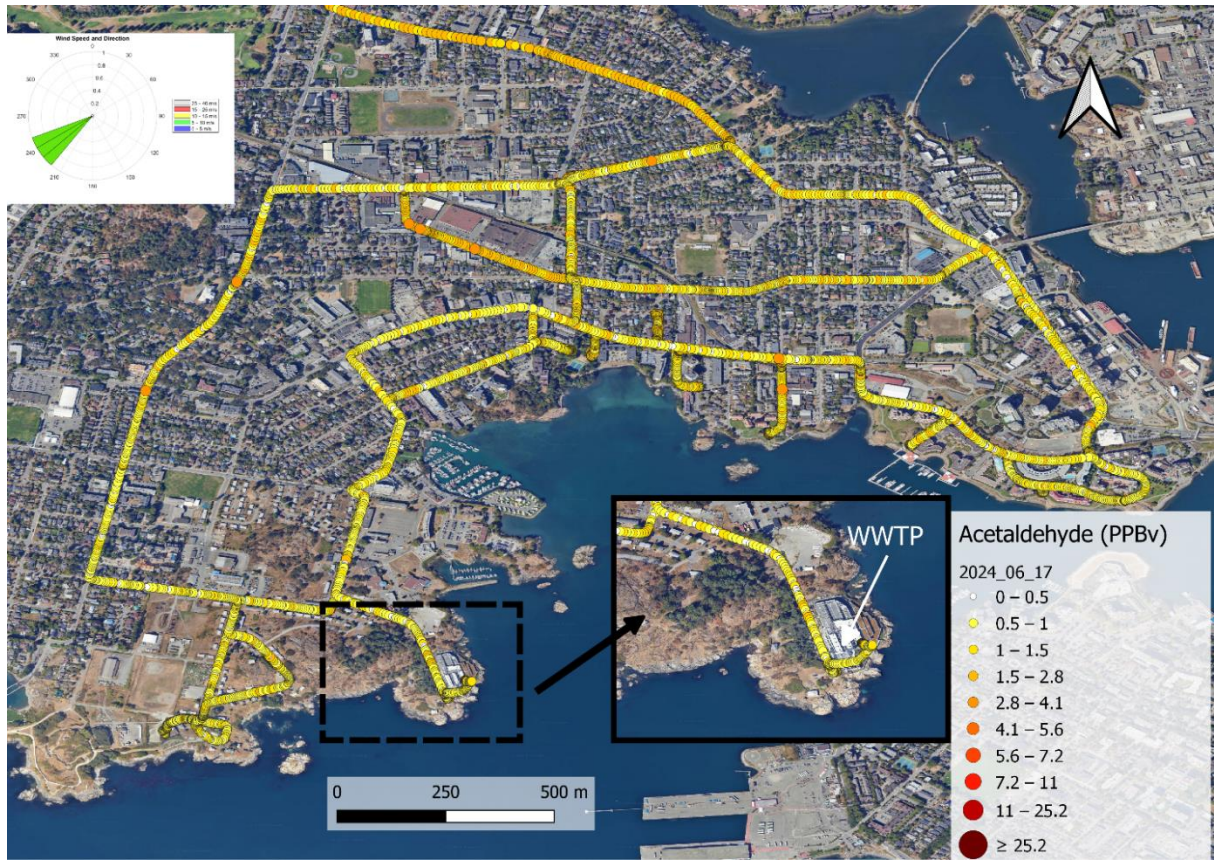 Wind Speed and Direction
0
330
30
1
0.8
300
60
0.6
0.4
0.2
270
90
0
240
120
210
150
180
25 - 40 m/s
15 - 25 m/s
10 - 15 m/s
5 - 10 m/s
0 - 5 m/s
WWTP
Acetaldehyde (PPBv)
2024_06_17
0 – 0.5
0.5 – 1
1 – 1.5
1.5 – 2.8
2.8 – 4.1
4.1 – 5.6
5.6 – 7.2
7.2 – 11
11 – 25.2
≥ 25.2
0 250 500 m